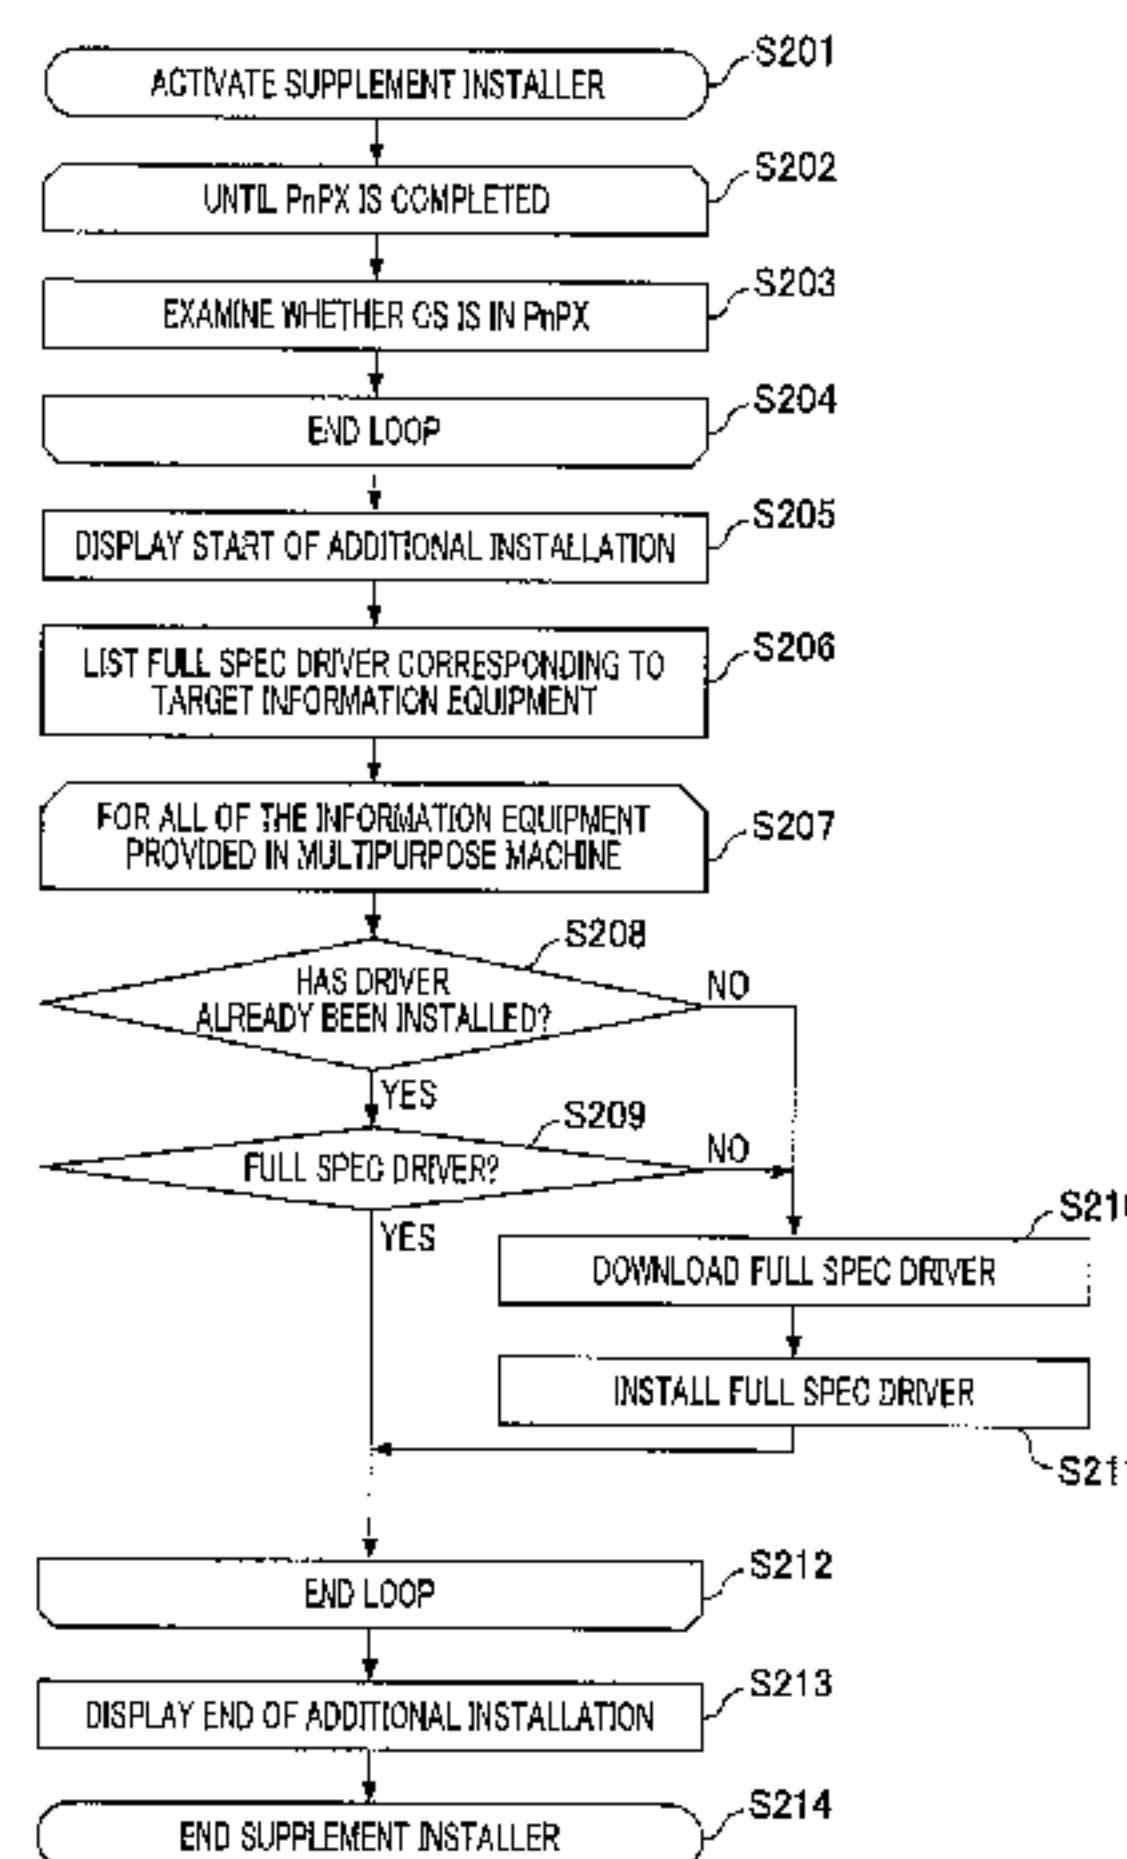 S201
ACTIVATE SUPPLEMENT INSTALLER
S202
UNTIL PnPX IS COMPLETED
S203
EXAMINE WHETHER OS IS IN PnPX
S204
END LOOP
S205
DISPLAY START OF ADDITIONAL INSTALLATION
S206
LIST FULL SPEC DRIVER CORRESPONDING TO
TARGET INFORMATION EQUIPMENT
S207
FOR ALL OF THE INFORMATION EQUIPMENT
PROVIDED IN MULTIPURPOSE MACHINE
S208
HAS DRIVER
ALREADY BEEN INSTALLED?
NO
YES
S209
FULL SPEC DRIVER?
NO
YES
S210
DOWNLOAD FULL SPEC DRIVER
INSTALL FULL SPEC DRIVER
S211
S212
END LOOP
S213
DISPLAY END OF ADDITIONAL INSTALLATION
S214
END SUPPLEMENT INSTALLER